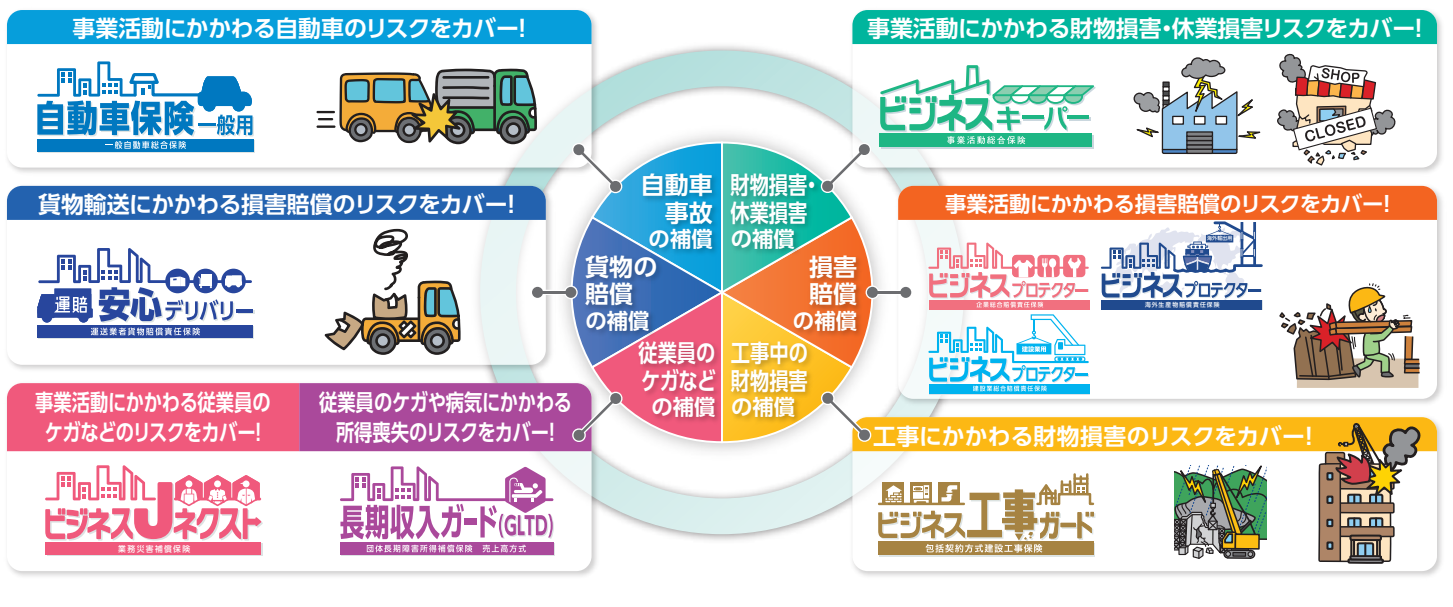 事業活動にかかわる自動車のリスクをカバー!
自動車保険 一般用
一般自動車総合保険
貨物輸送にかかわる損害賠償のリスクをカバー!
運賠 安心デリバリー
運送業者貨物賠償責任保険
事業活動にかかわる従業員の
ケガなどのリスクをカバー!
ビジネスJネクスト
業務災害補償保険
従業員のケガや病気にかかわる
所得喪失のリスクをカバー!
長期収入ガード(GLTD)
団体長期障害所得補償保険 売上高方式
自動車
事故
の補償
財物損害・
休業損害
の補償
貨物の
賠償
の補償
損害
賠償
の補償
従業員の
ケガなど
の補償
工事中の
財物損害
の補償
事業活動にかかわる財物損害・休業損害リスクをカバー!
ビジネスキーパー
事業活動総合保険
SHOP
CLOSED
事業活動にかかわる損害賠償のリスクをカバー!
ビジネスプロテクター
企業総合賠償責任保険
海外輸出用
ビジネスプロテクター
海外生産物賠償責任保険
建設業用
ビジネスプロテクター
建設業総合賠償責任保険
工事にかかわる財物損害のリスクをカバー!
ビジネス工事ガード
包括契約方式建設工事保険